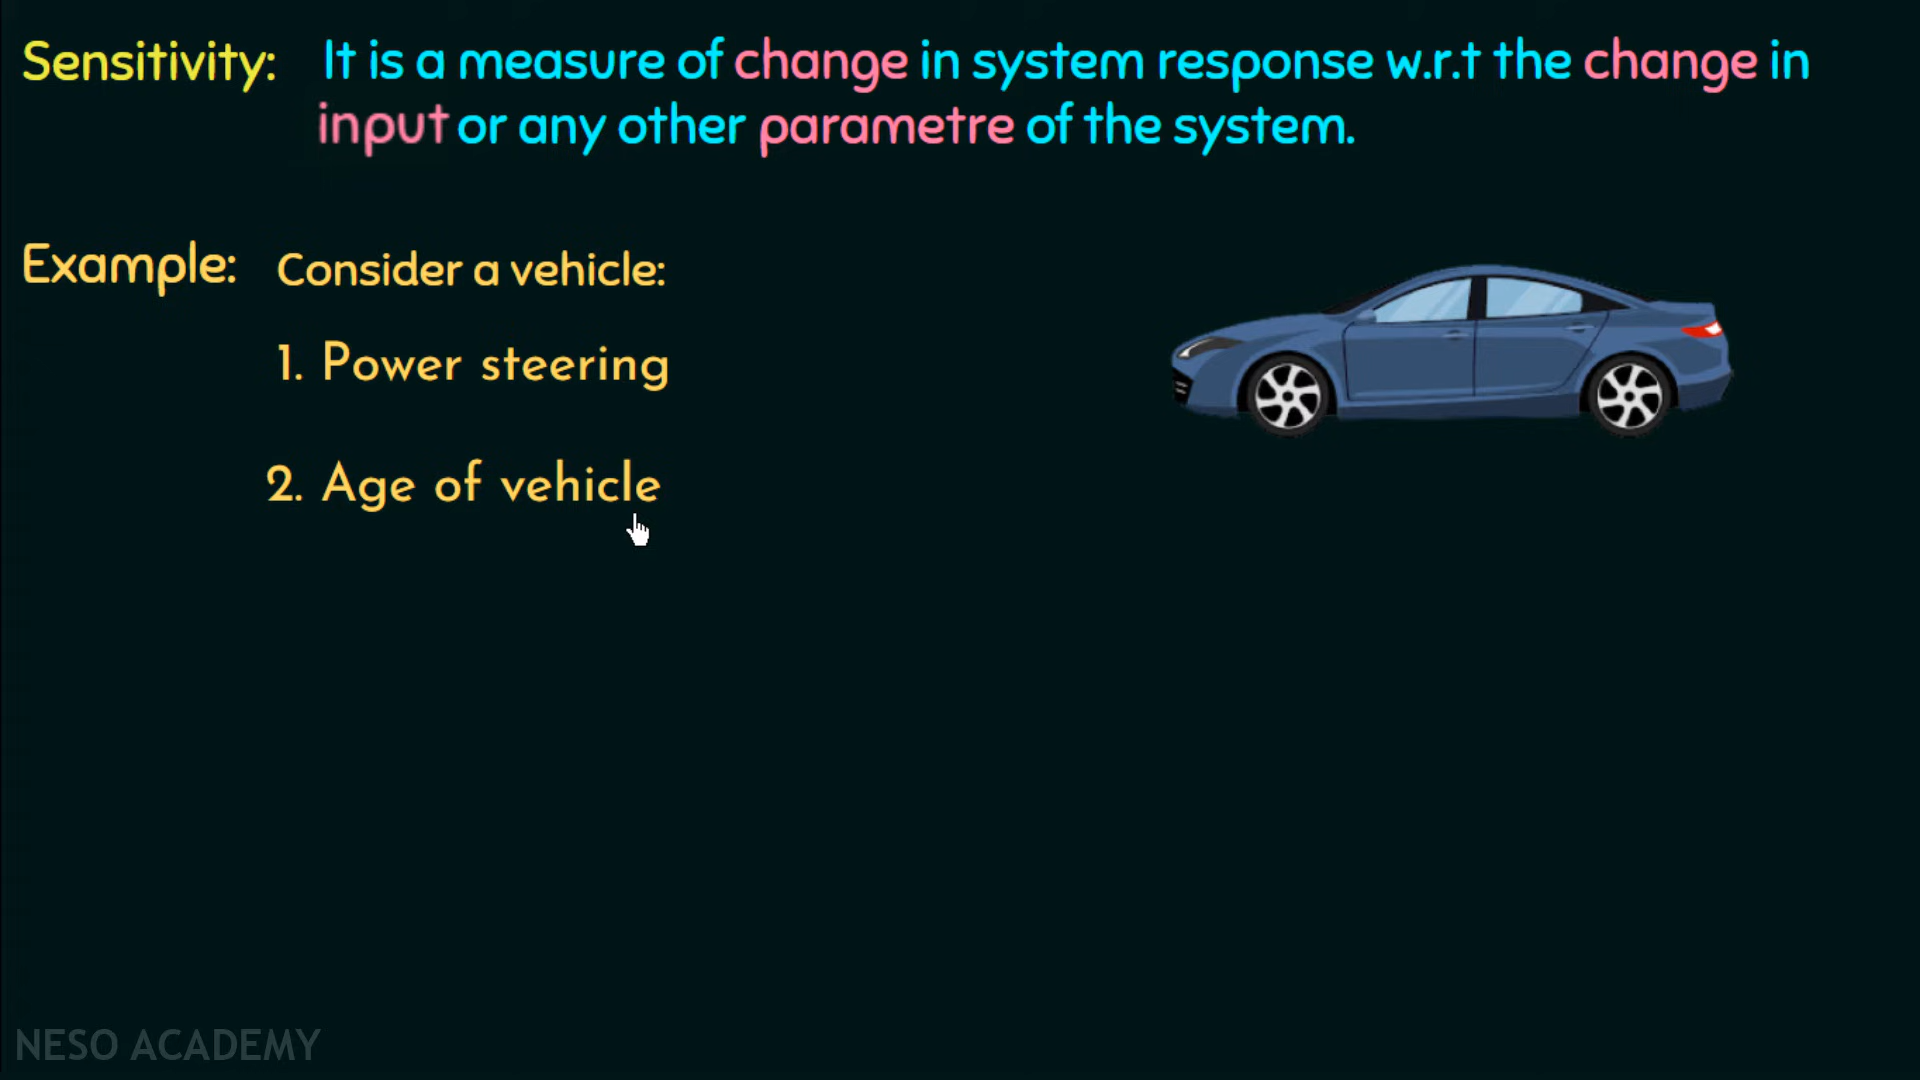 Sensitivity: It is a measure of change in system response w.r.t the change in
input or any other parametre of the system.
Example: Consider a vehicle:
1. Power steering
2. Age of vehicle
NESO ACADEMY